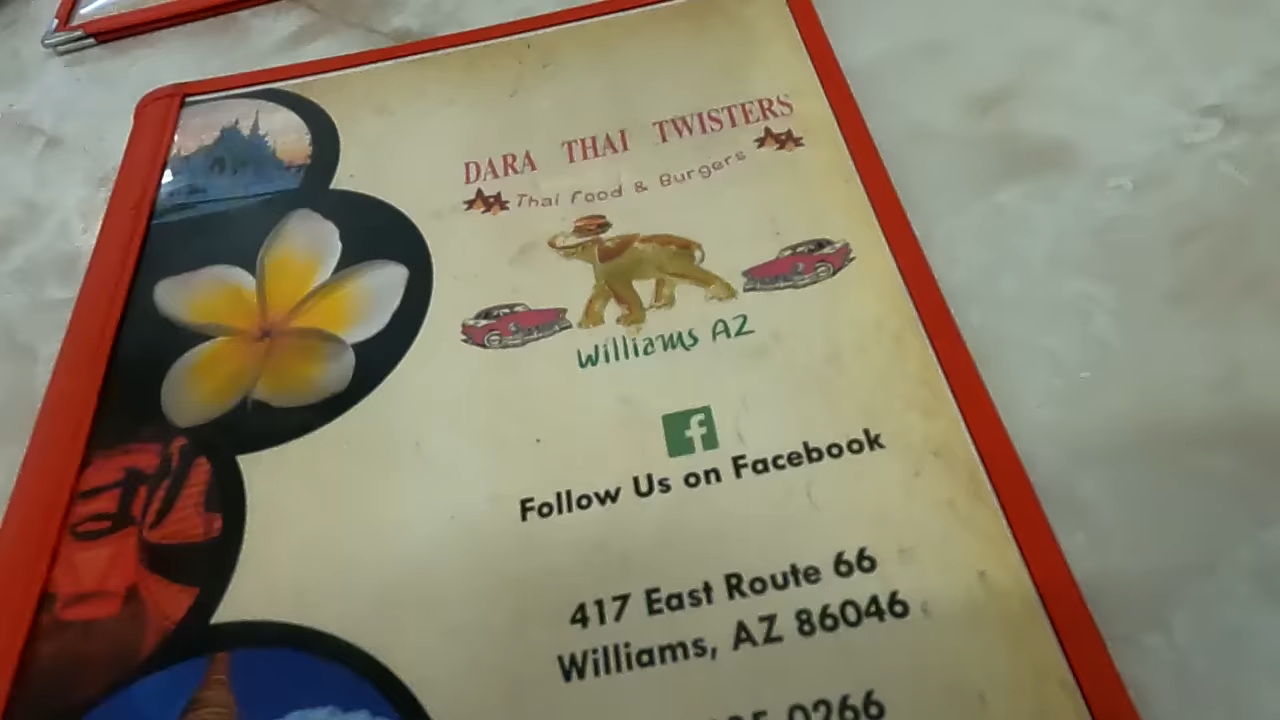 DARA THAI TWISTERS
Thai Food & Burgers
Williams AZ
f
Follow Us on Facebook
417 East Route 66
Williams, AZ 86046
0266